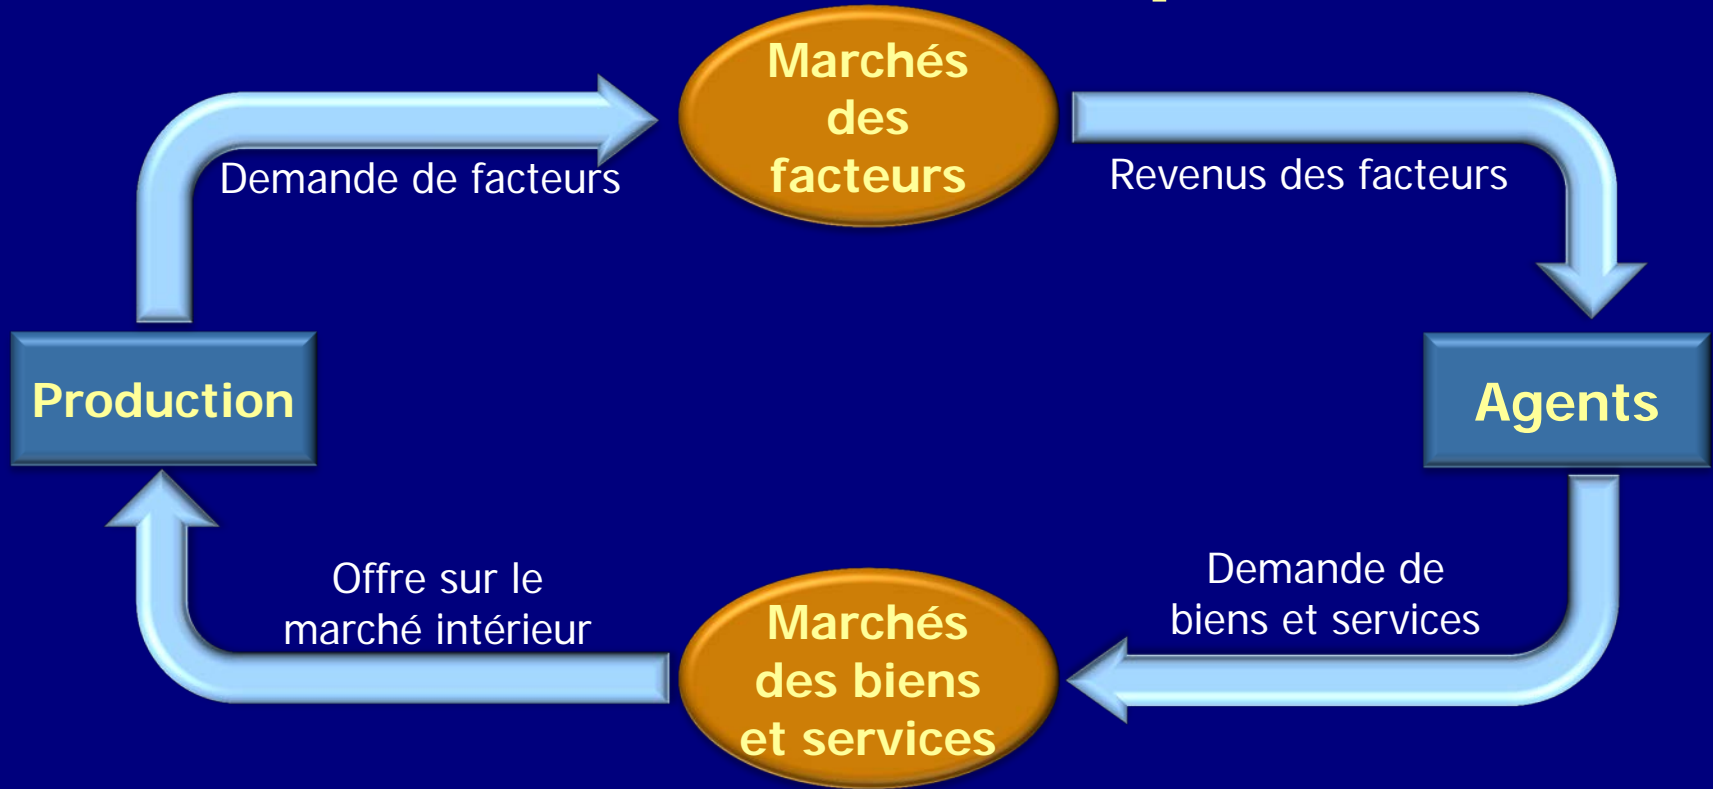 Marchés
des
facteurs
Demande de facteurs
Revenus des facteurs
Production
Agents
Offre sur le
marché intérieur
Demande de
biens et services
Marchés
des biens
et services